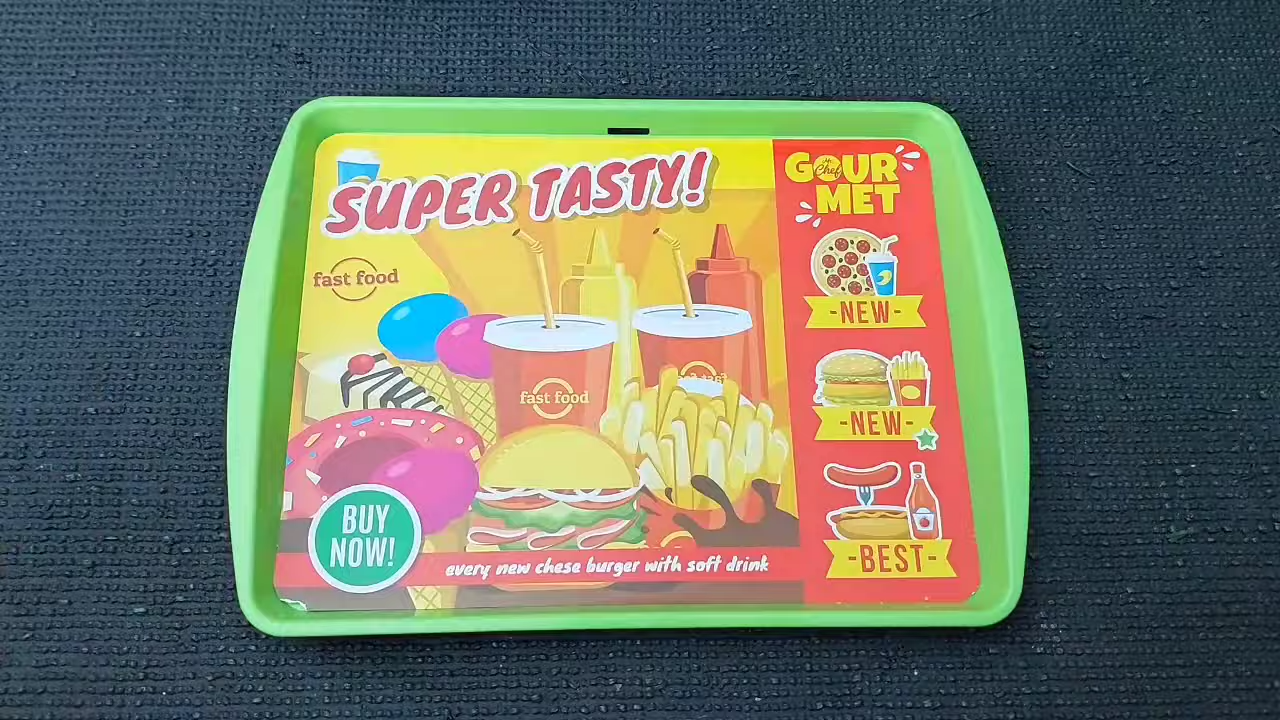 SUPER TASTY!
fast food
fast food
BUY
NOW!
every new chese burger with soft drink
GOUR
Chef
MET
-NEW-
-NEW-
-BEST-